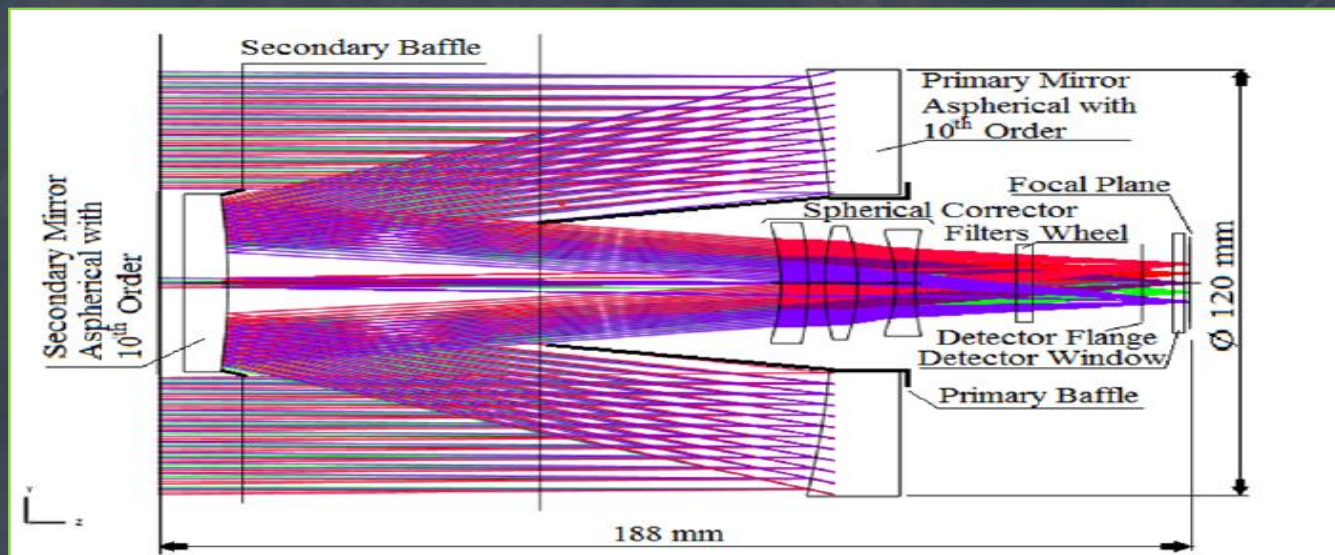 Secondary Baffle
Primary Mirror
Aspherical with
10th Order
Focal Plane
Spherical Corrector
Filters Wheel
Secondary Mirror
Aspherical with
10th Order
Ø 120 mm
Detector Flange
Detector Window
Primary Baffle
Y
Z
188 mm